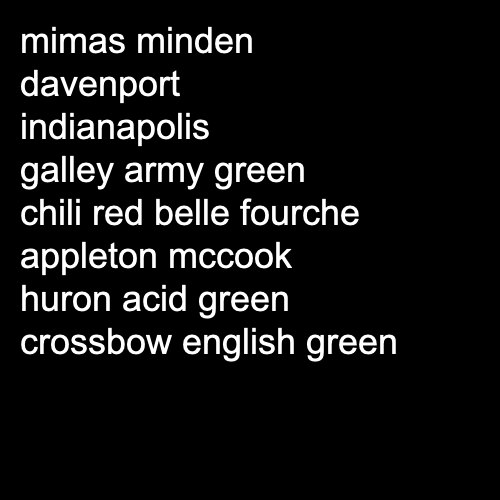 mimas minden
davenport
indianapolis
galley army green
chili red belle fourche
appleton mccook
huron acid green
crossbow english green